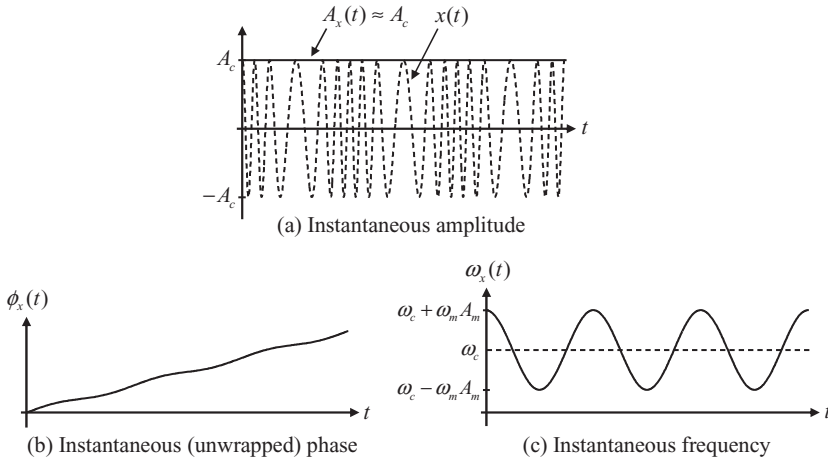 A_x(t) ≈ A_c
x(t)
A_c
t
−A_c
(a) Instantaneous amplitude
ϕ_x(t)
t
(b) Instantaneous (unwrapped) phase
ω_x(t)
ω_c + ω_m A_m
ω_c
ω_c − ω_m A_m
t
(c) Instantaneous frequency